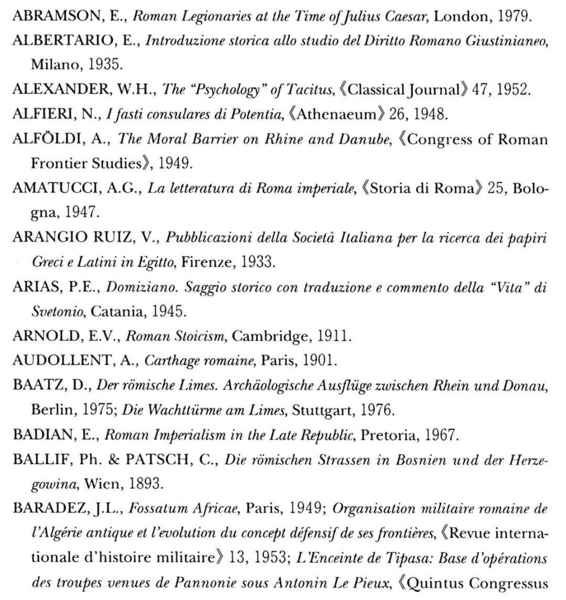 ABRAMSON, E., Roman Legionaries at the Time of Julius Caesar, London, 1979.
ALBERTARIO, E., Introduzione storica allo studio del Diritto Romano Giustinianeo,
Milano, 1935.
ALEXANDER, W.H., The “Psychology” of Tacitus,《Classical Journal》47, 1952.
ALFIERI, N., I fasti consulares di Potentia,《Athenaeum》26, 1948.
ALFÖLDI, A., The Moral Barrier on Rhine and Danube,《Congress of Roman
Frontier Studies》, 1949.
AMATUCCI, A.G., La letteratura di Roma imperiale,《Storia di Roma》25, Bolo-
gna, 1947.
ARANGIO RUIZ, V., Pubblicazioni della Società Italiana per la ricerca dei papiri
Greci e Latini in Egitto, Firenze, 1933.
ARIAS, P.E., Domiziano. Saggio storico con traduzione e commento della “Vita” di
Svetonio, Catania, 1945.
ARNOLD, E.V., Roman Stoicism, Cambridge, 1911.
AUDOLLENT, A., Carthage romaine, Paris, 1901.
BAATZ, D., Der römische Limes. Archäologische Ausflüge zwischen Rhein und Donau,
Berlin, 1975; Die Wachttürme am Limes, Stuttgart, 1976.
BADIAN, E., Roman Imperialism in the Late Republic, Pretoria, 1967.
BALLIF, Ph. & PATSCH, C., Die römischen Strassen in Bosnien und der Herze-
gowina, Wien, 1893.
BARADEZ, J.L., Fossatum Africae, Paris, 1949; Organisation militaire romaine de
l’Algérie antique et l’evolution du concept défensif de ses frontières,《Revue interna-
tionale d’histoire militaire》13, 1953; L’Enceinte de Tipasa: Base d’opérations
des troupes venues de Pannonie sous Antonin Le Pieux,《Quintus Congressus